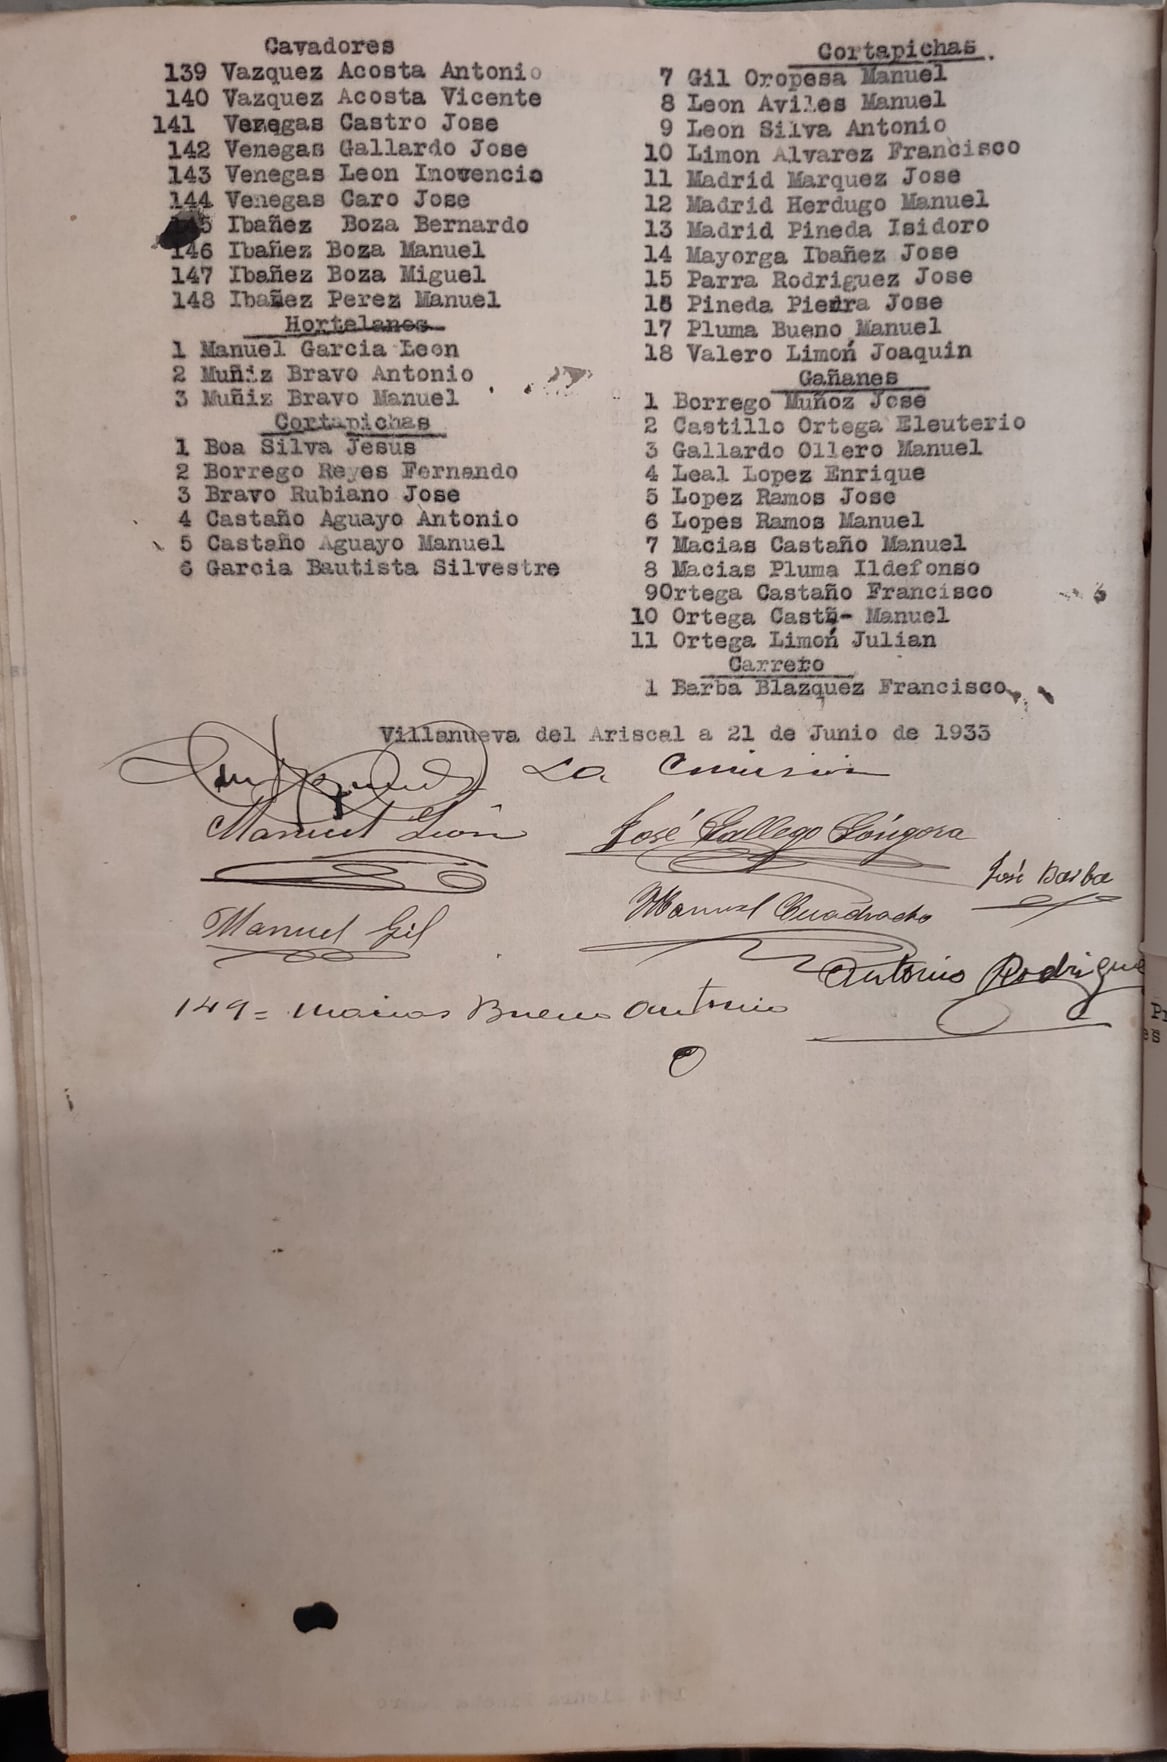 Cavadores
139 Vazquez Acosta Antonio
140 Vazquez Acosta Vicente
141 Venegas Castro Jose
142 Venegas Gallardo Jose
143 Venegas Leon Inovencio
144 Venegas Caro Jose
145 Ibañez Boza Bernardo
146 Ibañez Boza Manuel
147 Ibañez Boza Miguel
148 Ibañez Perez Manuel
Hortelanos
1 Manuel Garcia Leon
2 Muñiz Bravo Antonio
3 Muñiz Bravo Manuel
Cortapichas
1 Boa Silva Jesus
2 Borrego Reyes Fernando
3 Bravo Rubiano Jose
4 Castaño Aguayo Antonio
5 Castaño Aguayo Manuel
6 Garcia Bautista Silvestre
Cortapichas.
7 Gil Oropesa Manuel
8 Leon Aviles Manuel
9 Leon Silva Antonio
10 Limon Alvarez Francisco
11 Madrid Marquez Jose
12 Madrid Herdugo Manuel
13 Madrid Pineda Isidoro
14 Mayorga Ibañez Jose
15 Parra Rodriguez Jose
16 Pineda Piedra Jose
17 Pluma Bueno Manuel
18 Valero Limón Joaquin
Gañanes
1 Borrego Muñoz Jose
2 Castillo Ortega Eleuterio
3 Gallardo Ollero Manuel
4 Leal Lopez Enrique
5 Lopez Ramos Jose
6 Lopes Ramos Manuel
7 Macias Castaño Manuel
8 Macias Pluma Ildefonso
9Ortega Castaño Francisco
10 Ortega Castñ- Manuel
11 Ortega Limón Julian
Carrero
1 Barba Blazquez Francisco
Villanueva del Ariscal a 21 de Junio de 1933
La Comision
Manuel León
José Gallego Góngora
José Barba
Manuel Gil
Manuel Cuadrado
Antonio Rodrigue
149= Macias Bueno Antonio